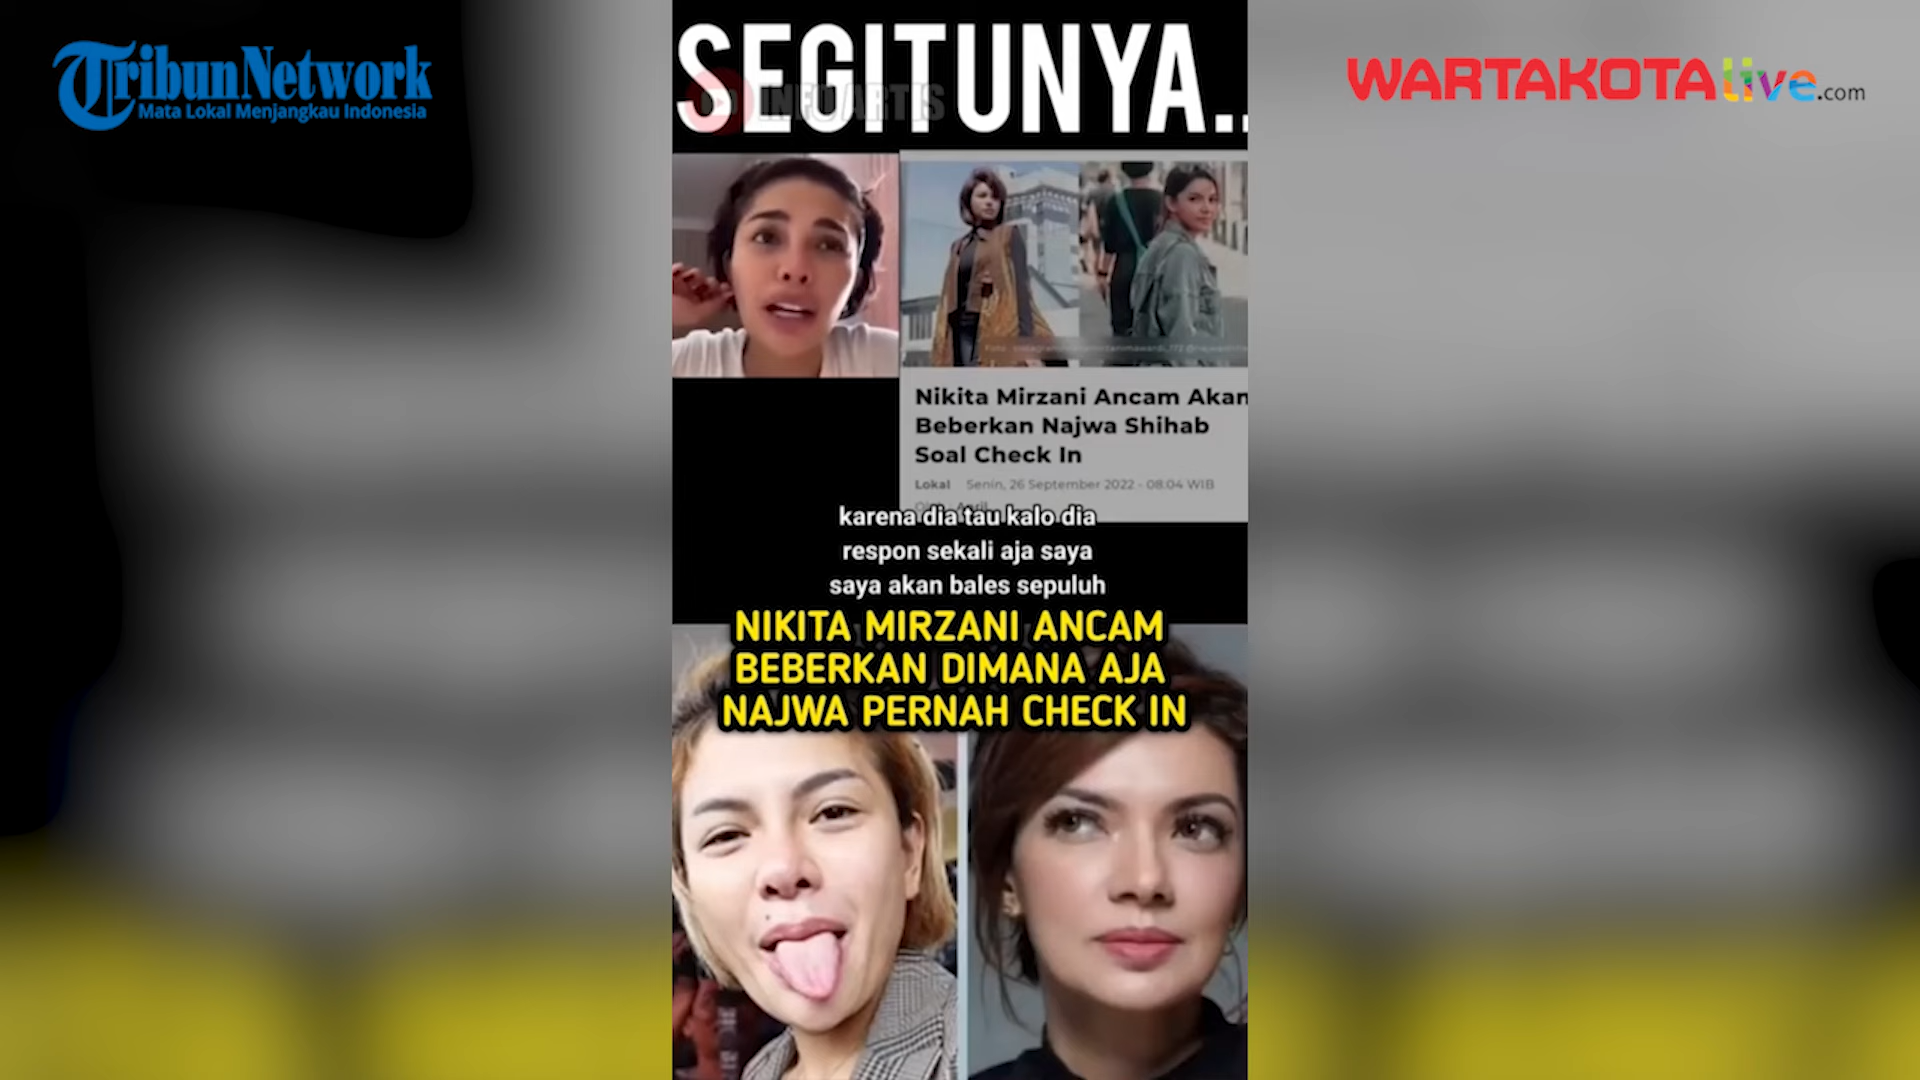 TribunNetwork
Mata Lokal Menjangkau Indonesia
WARTAKOTAlive.com
SEGITUNYA..
INFO ARTIS
Nikita Mirzani Ancam Akan
Beberkan Najwa Shihab
Soal Check In
Lokal Senin, 26 September 2022 - 08.04 WIB
karena dia tau kalo dia
respon sekali aja saya
saya akan bales sepuluh
NIKITA MIRZANI ANCAM
BEBERKAN DIMANA AJA
NAJWA PERNAH CHECK IN